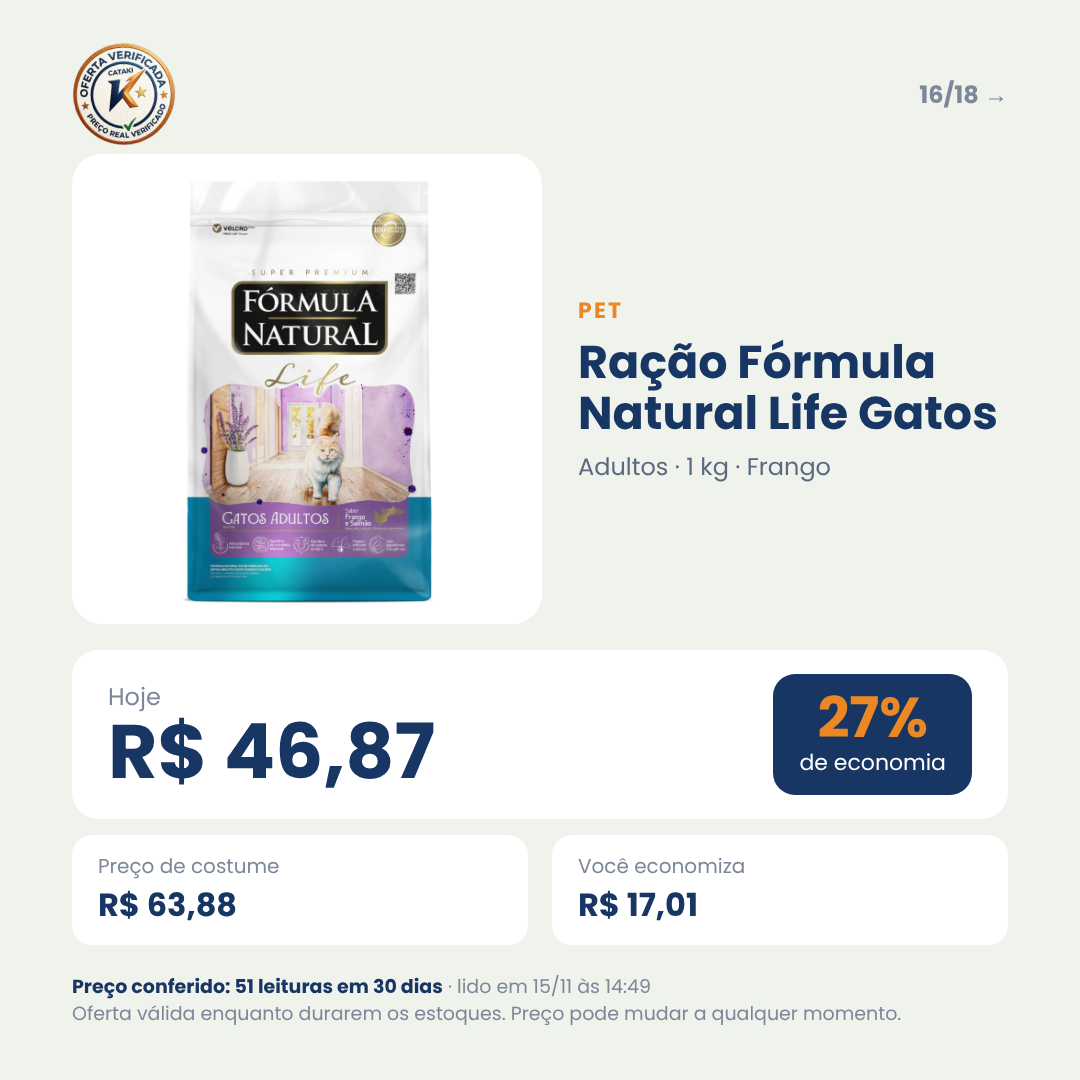 OFERTA VERIFICADA
CATAKI
K
PREÇO REAL VERIFICADO
16/18 →
VELCRO
SUPER PREMIUM
FÓRMULA
NATURAL
Life
GATOS ADULTOS
Sabor
Frango
e Salmão
PET
Ração Fórmula
Natural Life Gatos
Adultos · 1 kg · Frango
Hoje
R$ 46,87
27%
de economia
Preço de costume
R$ 63,88
Você economiza
R$ 17,01
Preço conferido: 51 leituras em 30 dias · lido em 15/11 às 14:49
Oferta válida enquanto durarem os estoques. Preço pode mudar a qualquer momento.